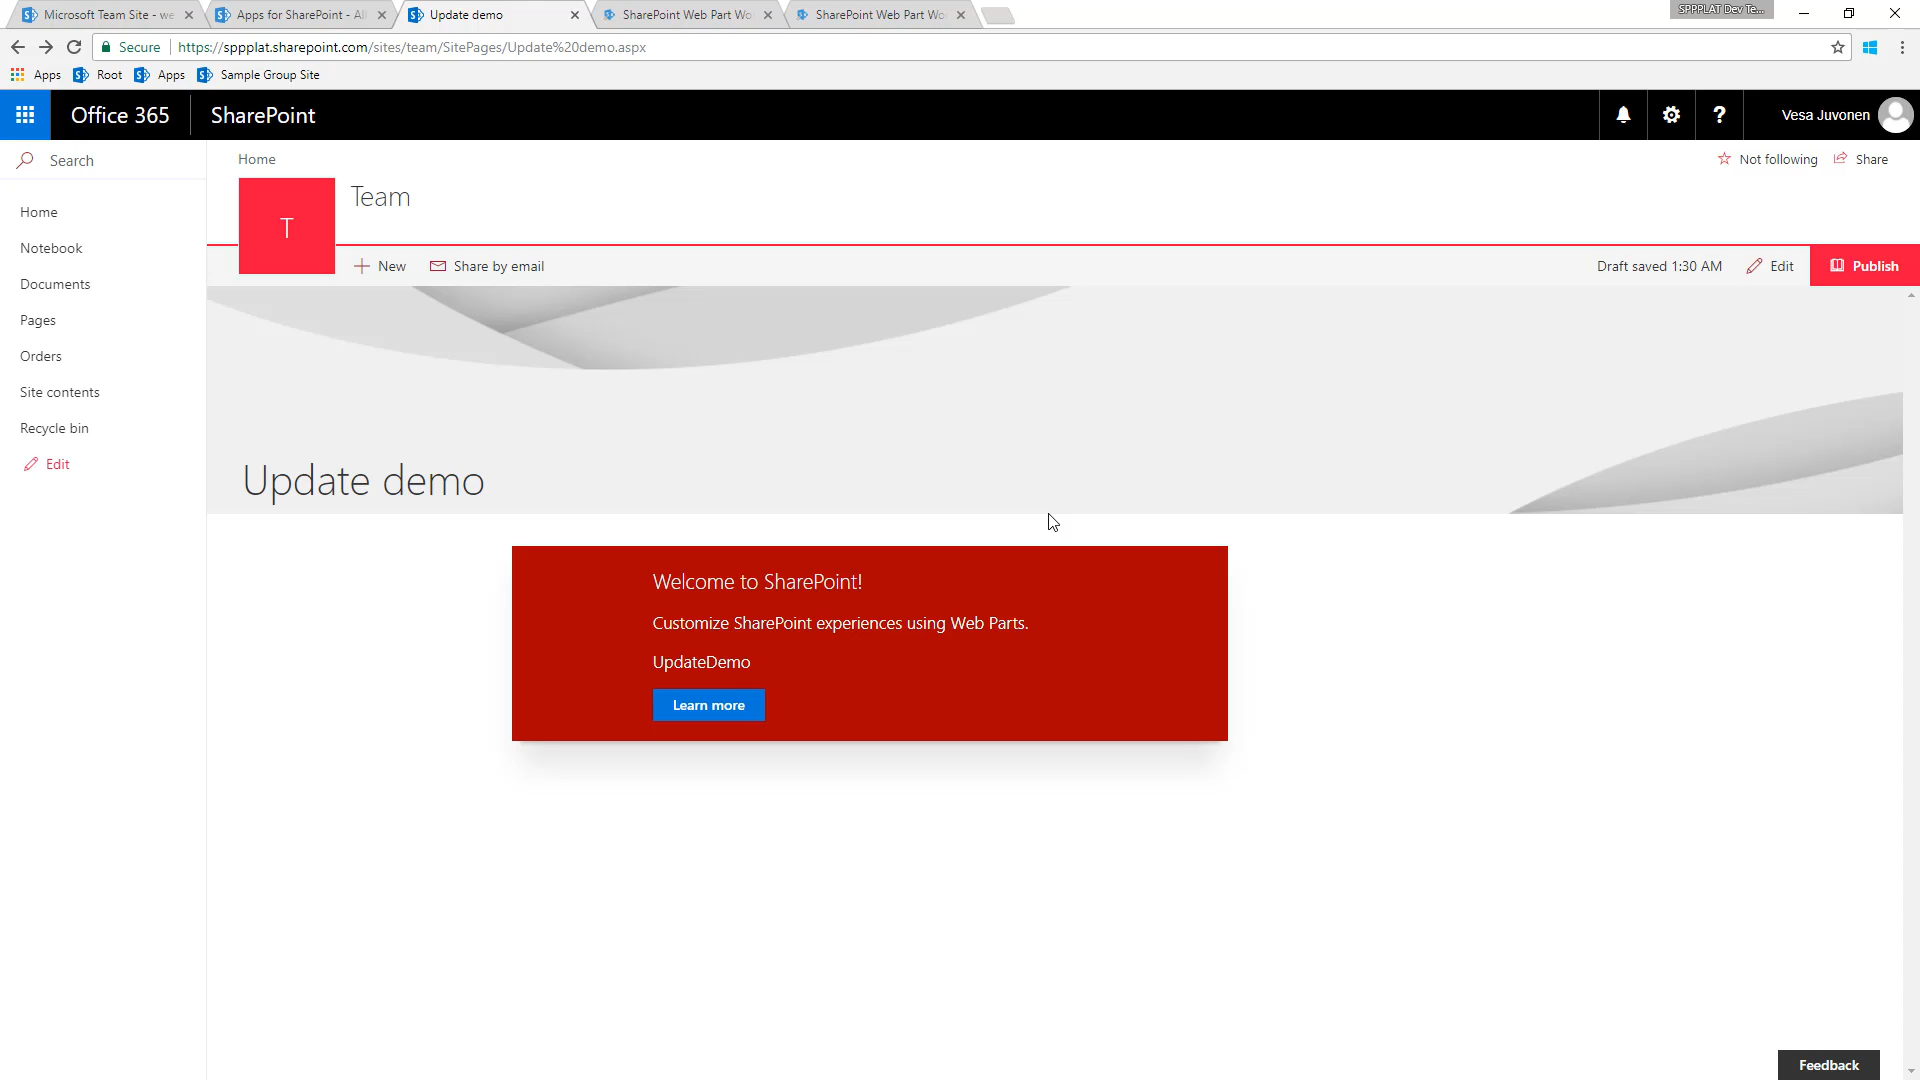 Microsoft Team Site - we
Apps for SharePoint - Al
Update demo
SharePoint Web Part Wo
SharePoint Web Part Wo
SPPPLAT Dev Te...
Secure
https://sppplat.sharepoint.com/sites/team/SitePages/Update%20demo.aspx
Apps
Root
Apps
Sample Group Site
Office 365
SharePoint
?
Vesa Juvonen
Search
Home
Not following
Share
T
Team
Home
Notebook
Documents
Pages
Orders
Site contents
Recycle bin
Edit
New
Share by email
Draft saved 1:30 AM
Edit
Publish
Update demo
Welcome to SharePoint!
Customize SharePoint experiences using Web Parts.
UpdateDemo
Learn more
Feedback